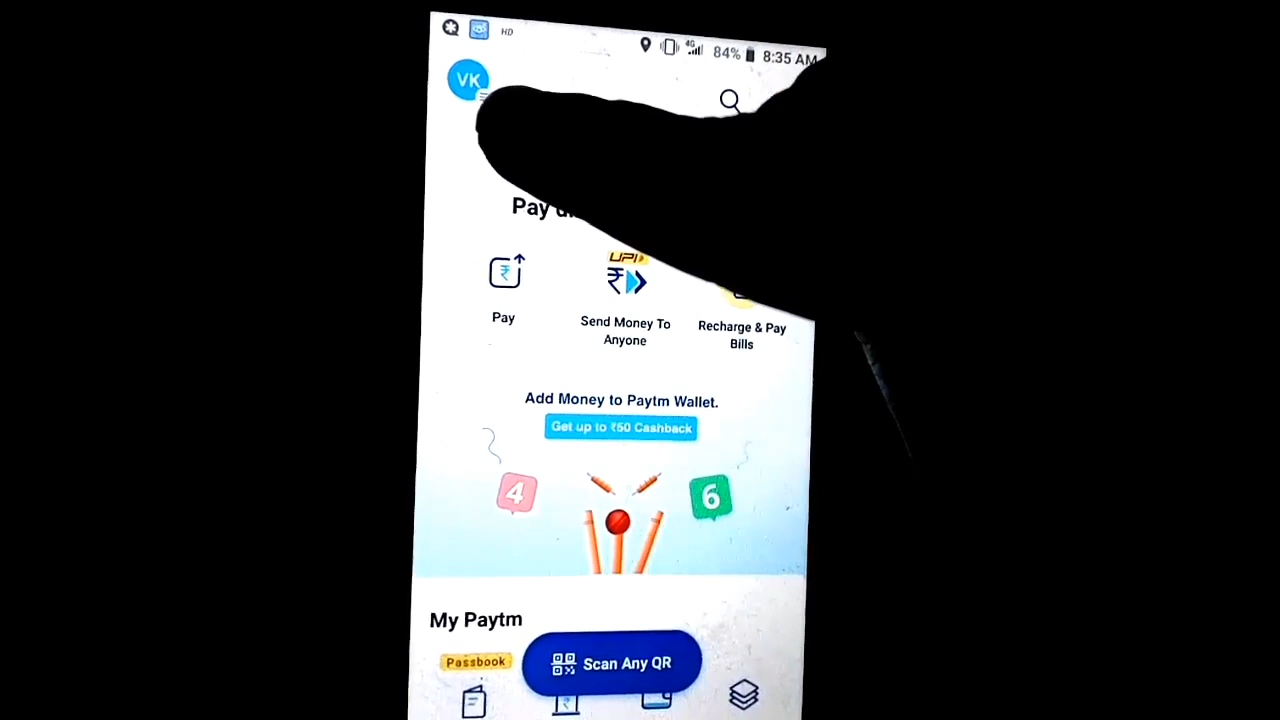 HD
4G 84% 8:35 AM
VK
Pay
UPI
Pay
Send Money To
Anyone
Recharge & Pay
Bills
Add Money to Paytm Wallet.
Get up to ₹50 Cashback
4
6
My Paytm
Passbook
Scan Any QR